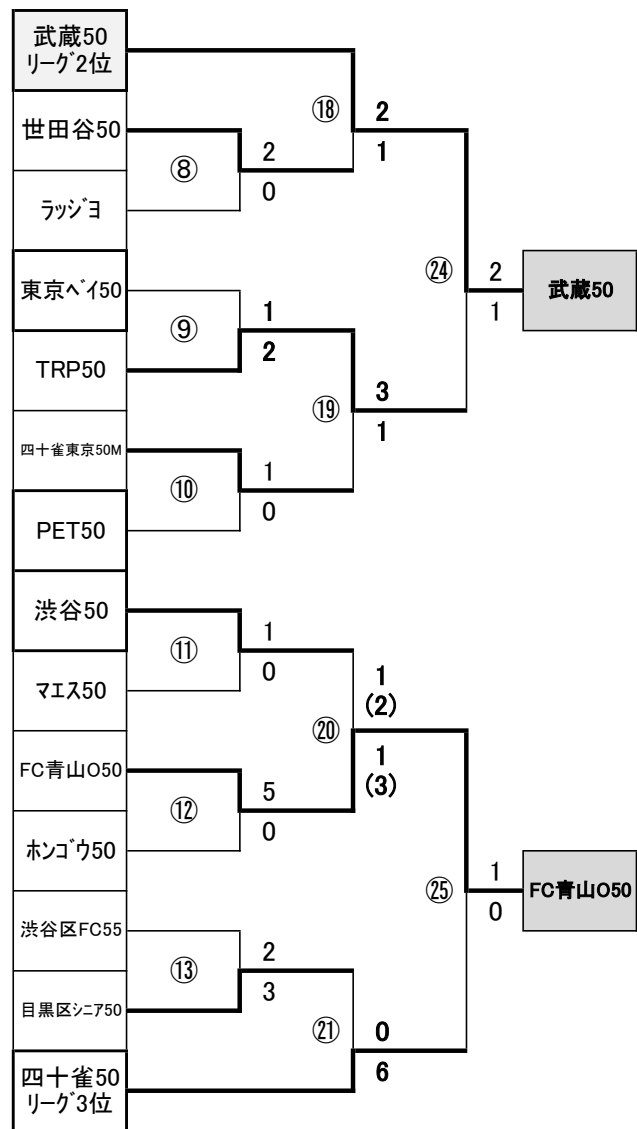 武蔵50
リーグ2位
世田谷50
ラッジョ
東京ベイ50
TRP50
四十雀東京50M
PET50
渋谷50
マエス50
FC青山O50
ホンゴウ50
渋谷区FC55
目黒区シニア50
四十雀50
リーグ3位
⑧
2
0
⑨
1
2
⑩
1
0
⑪
1
0
⑫
5
0
⑬
2
3
⑱
2
1
⑲
3
1
⑳
1
(2)
1
(3)
㉑
0
6
㉔
2
1
㉕
1
0
武蔵50
FC青山O50